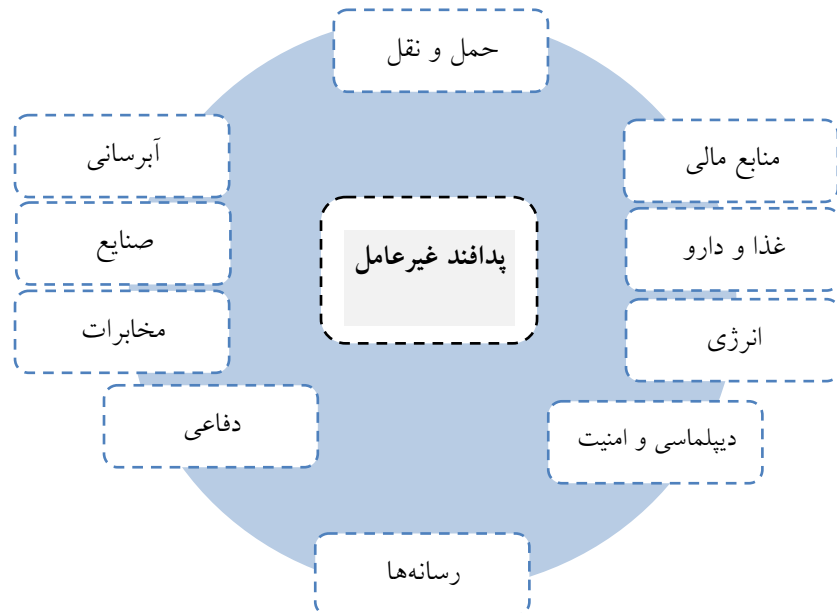 حمل و نقل
منابع مالی
آبرسانی
غذا و دارو
صنایع
پدافند غیرعامل
انرژی
مخابرات
دیپلماسی و امنیت
دفاعی
رسانه‌ها